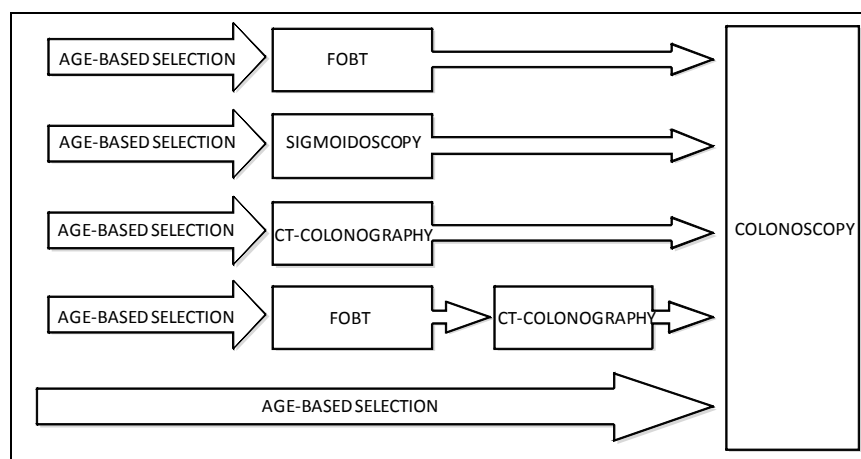 AGE-BASED SELECTION
FOBT
AGE-BASED SELECTION
SIGMOIDOSCOPY
AGE-BASED SELECTION
CT-COLONOGRAPHY
COLONOSCOPY
AGE-BASED SELECTION
FOBT
CT-COLONOGRAPHY
AGE-BASED SELECTION